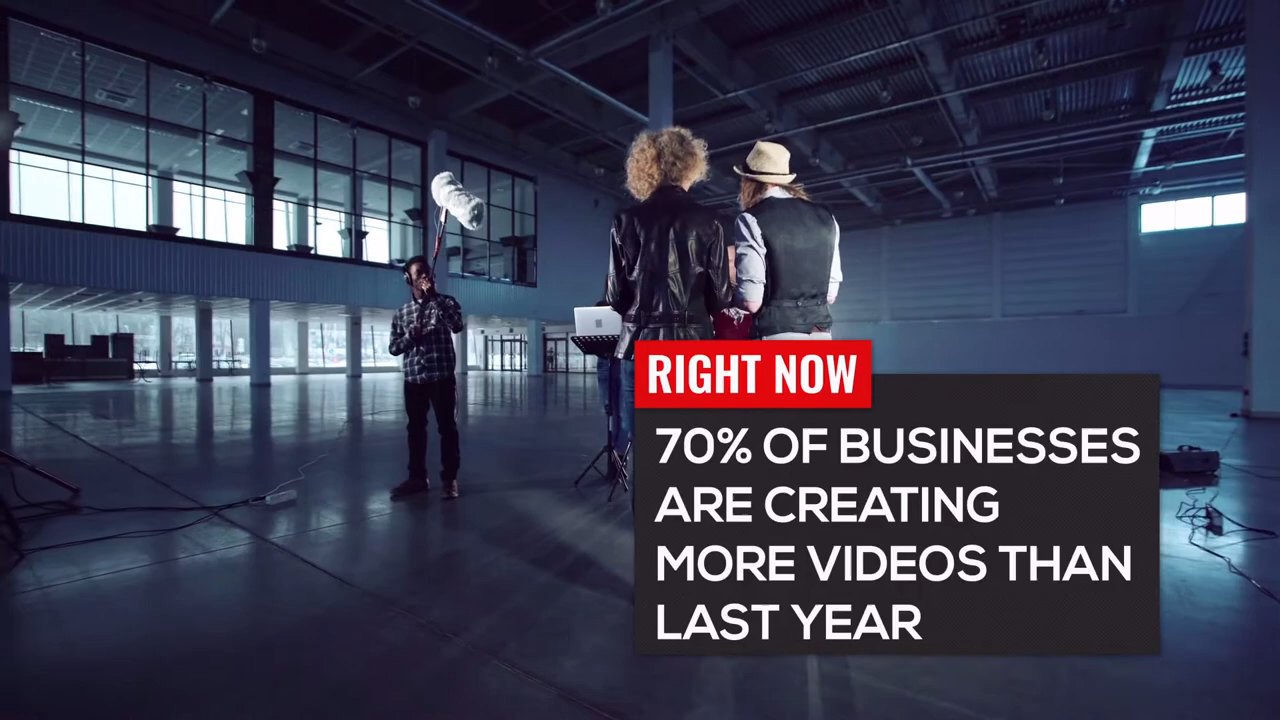 RIGHT NOW
70% OF BUSINESSES
ARE CREATING
MORE VIDEOS THAN
LAST YEAR